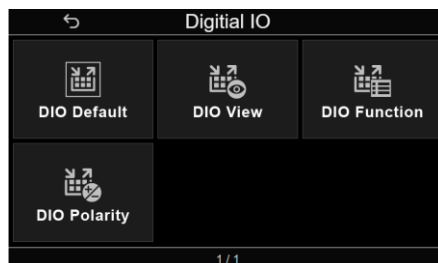 Digitial IO
DIO Default
DIO View
DIO Function
DIO Polarity
1/1